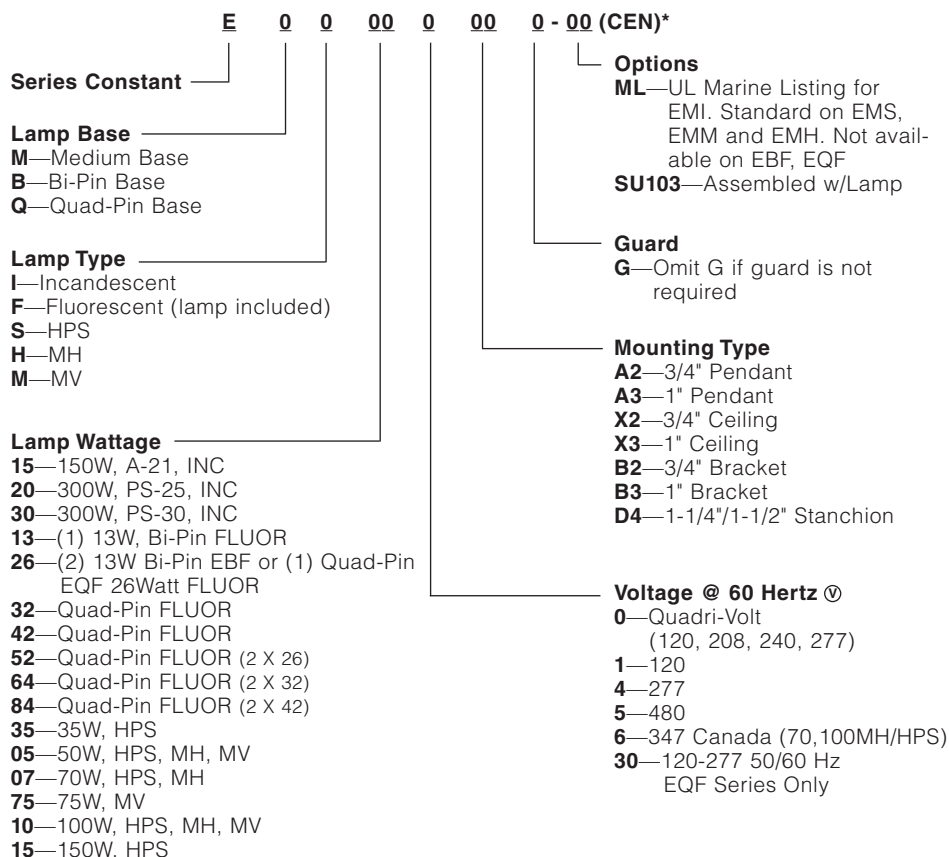 E 0 0 00 0 00 0 - 00 (CEN)*
Series Constant
Lamp Base
M—Medium Base
B—Bi-Pin Base
Q—Quad-Pin Base
Lamp Type
I—Incandescent
F—Fluorescent (lamp included)
S—HPS
H—MH
M—MV
Lamp Wattage
15—150W, A-21, INC
20—300W, PS-25, INC
30—300W, PS-30, INC
13—(1) 13W, Bi-Pin FLUOR
26—(2) 13W Bi-Pin EBF or (1) Quad-Pin
EQF 26Watt FLUOR
32—Quad-Pin FLUOR
42—Quad-Pin FLUOR
52—Quad-Pin FLUOR (2 X 26)
64—Quad-Pin FLUOR (2 X 32)
84—Quad-Pin FLUOR (2 X 42)
35—35W, HPS
05—50W, HPS, MH, MV
07—70W, HPS, MH
75—75W, MV
10—100W, HPS, MH, MV
15—150W, HPS
Options
ML—UL Marine Listing for
EMI. Standard on EMS,
EMM and EMH. Not avail-
able on EBF, EQF
SU103—Assembled w/Lamp
Guard
G—Omit G if guard is not
required
Mounting Type
A2—3/4" Pendant
A3—1" Pendant
X2—3/4" Ceiling
X3—1" Ceiling
B2—3/4" Bracket
B3—1" Bracket
D4—1-1/4"/1-1/2" Stanchion
Voltage @ 60 Hertz Ⓥ
0—Quadri-Volt
(120, 208, 240, 277)
1—120
4—277
5—480
6—347 Canada (70,100MH/HPS)
30—120-277 50/60 Hz
EQF Series Only